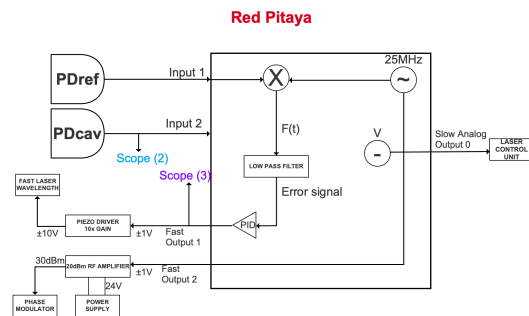 Red Pitaya
25MHz
PDref
Input 1
X
~
F(t)
PDcav
Input 2
V
-
Slow Analog
Output 0
LASER
CONTROL
UNIT
Scope (2)
LOW PASS FILTER
Scope (3)
Error signal
FAST LASER
WAVELENGTH
PIEZO DRIVER
10x GAIN
PID
±10V
±1V
Fast
Output 1
30dBm
20dBm RF AMPLIFIER
±1V
Fast
Output 2
24V
PHASE
MODULATOR
POWER
SUPPLY